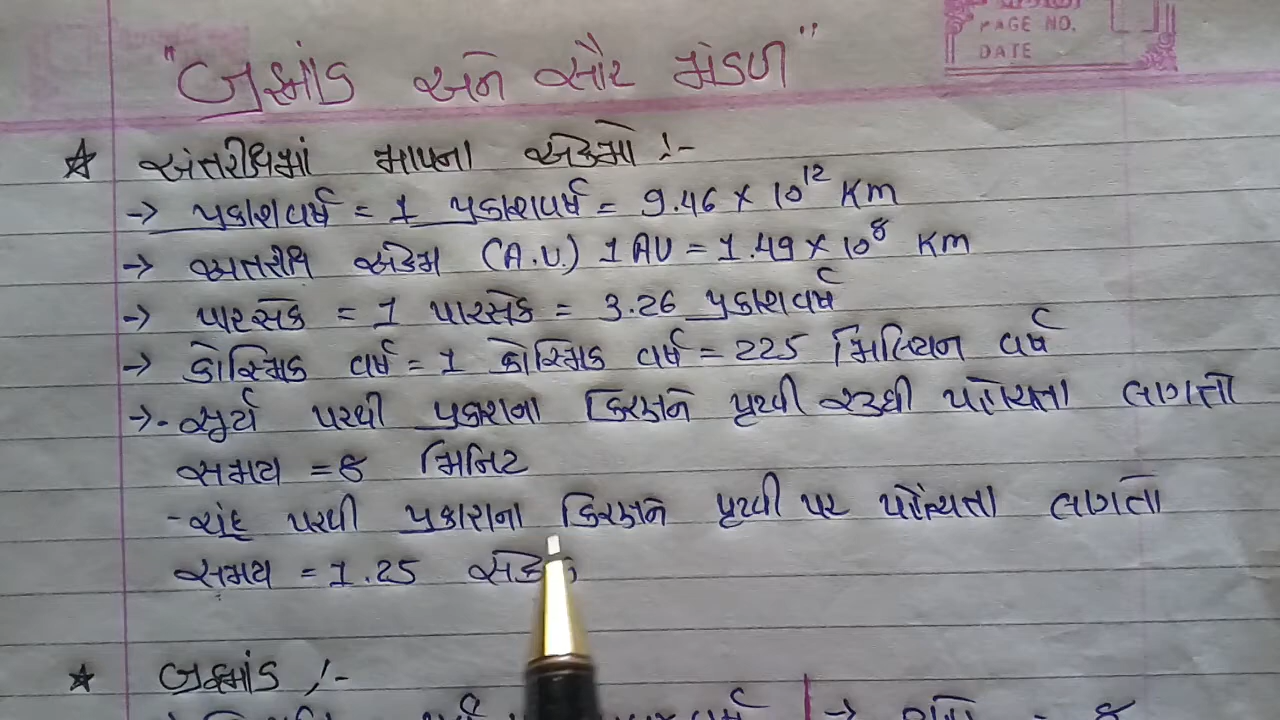 PAGE NO.
DATE
"બ્રહ્માંડ અને સૌર મંડળ"
☆ અંતરીક્ષમાં માપના એકમો :-
→ પ્રકાશવર્ષ = 1 પ્રકાશવર્ષ = 9.46 × 10¹² KM
→ અતરીક્ષ એકમ (A.U.) 1 AU = 1.49 × 10⁸ KM
→ પારસેક = 1 પારસેક = 3.26 પ્રકાશવર્ષ
→ કોસ્મિક વર્ષ = 1 કોસ્મિક વર્ષ = 225 મિલિયન વર્ષ
→ - સૂર્ય પરથી પ્રકાશના કિરણને પૃથ્વી સુધી પહોચતા લાગતો
સમય = 8 મિનિટ
- ચંદ્ર પરથી પ્રકાશના કિરણને પૃથ્વી પર પહોંચતા લાગતો
સમય = 1.25
☆ બ્રહ્માંડ :-